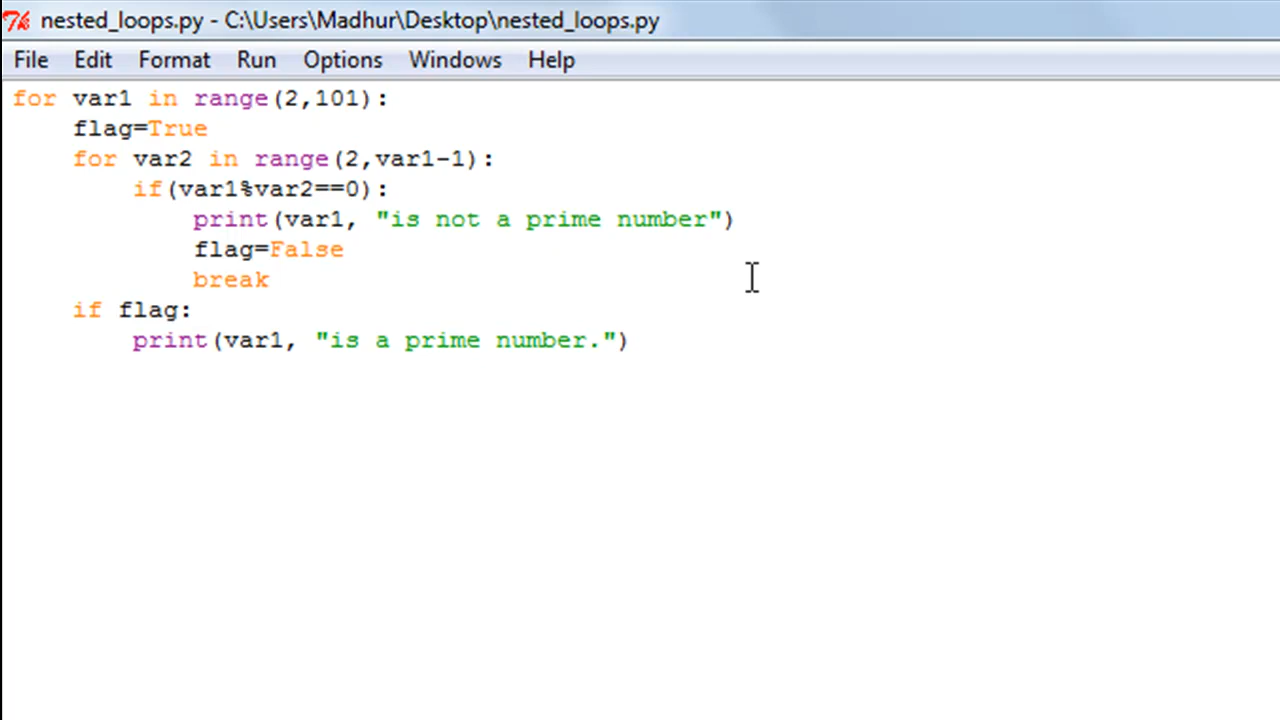 nested_loops.py - C:\Users\Madhur\Desktop\nested_loops.py
File Edit Format Run Options Windows Help
for var1 in range(2,101):
    flag=True
    for var2 in range(2,var1-1):
        if(var1%var2==0):
            print(var1, "is not a prime number")
            flag=False
            break
    if flag:
        print(var1, "is a prime number.")